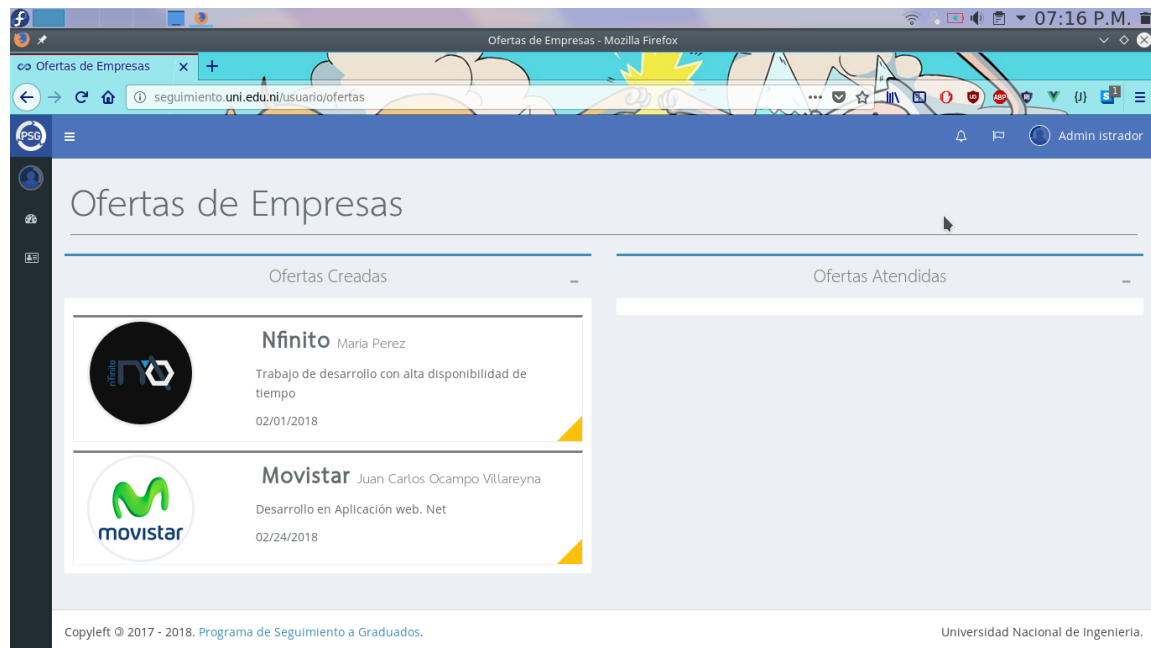 07:16 P.M.
Ofertas de Empresas - Mozilla Firefox
Ofertas de Empresas
seguimiento.uni.edu.ni/usuario/ofertas
ABP
{J}
S 1
PSG
Admin istrador
Ofertas de Empresas
Ofertas Creadas
Ofertas Atendidas
nfinito
Nfinito Maria Perez
Trabajo de desarrollo con alta disponibilidad de
tiempo
02/01/2018
movistar
Movistar Juan Carlos Ocampo Villareyna
Desarrollo en Aplicación web. Net
02/24/2018
Copyleft 🄯 2017 - 2018. Programa de Seguimiento a Graduados.
Universidad Nacional de Ingenieria.